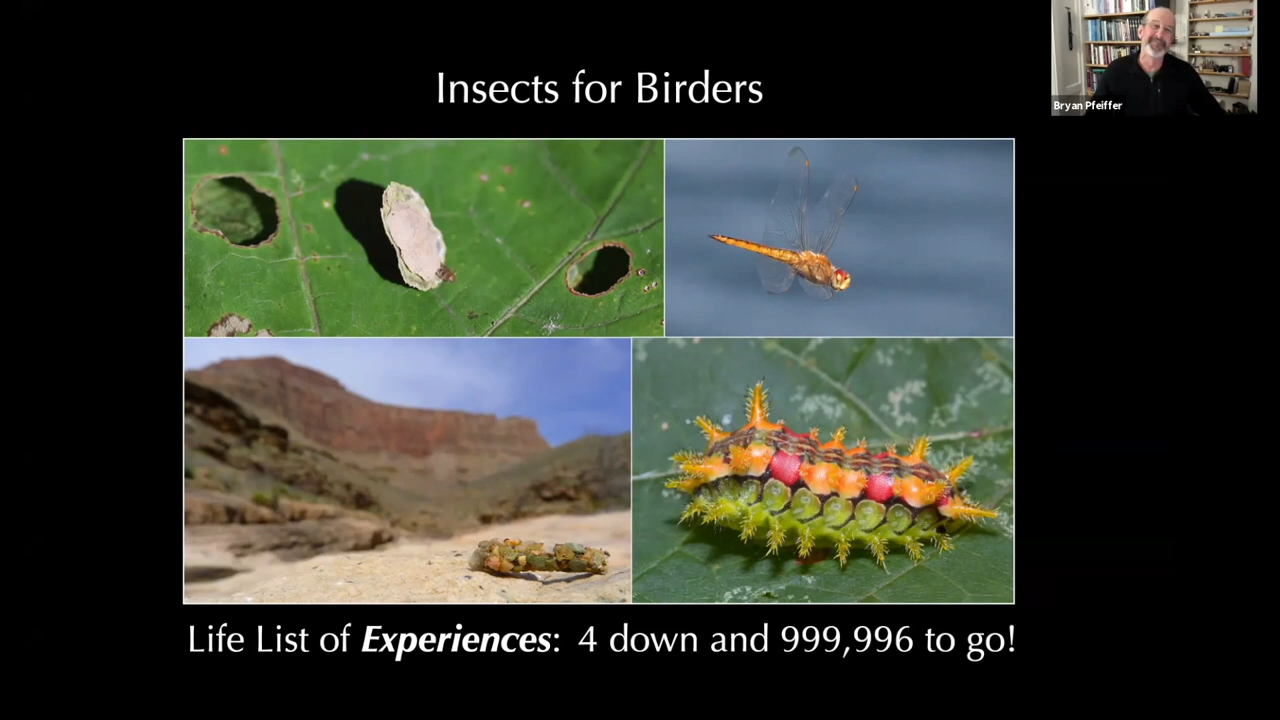 Insects for Birders
Bryan Pfeiffer
Life List of Experiences: 4 down and 999,996 to go!